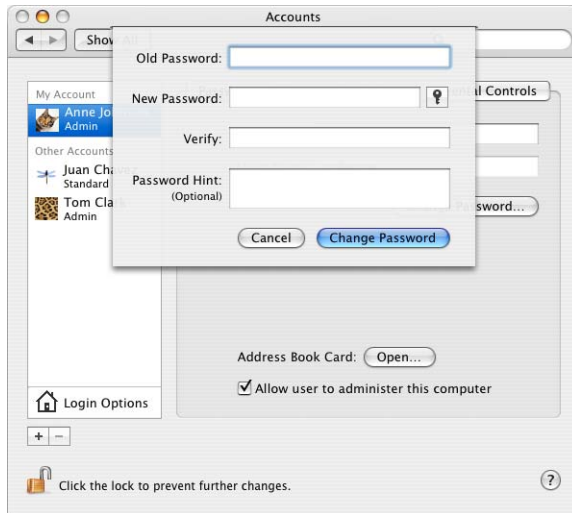 Accounts
Show All
Old Password:
New Password:
Verify:
Password Hint:
(Optional)
Cancel
Change Password
My Account
Anne Jo
Admin
Other Accounts
Juan Cha
Standard
Tom Cla
Admin
Login Options
Controls
sword...
Address Book Card:
Open...
Allow user to administer this computer
+ −
Click the lock to prevent further changes.
?